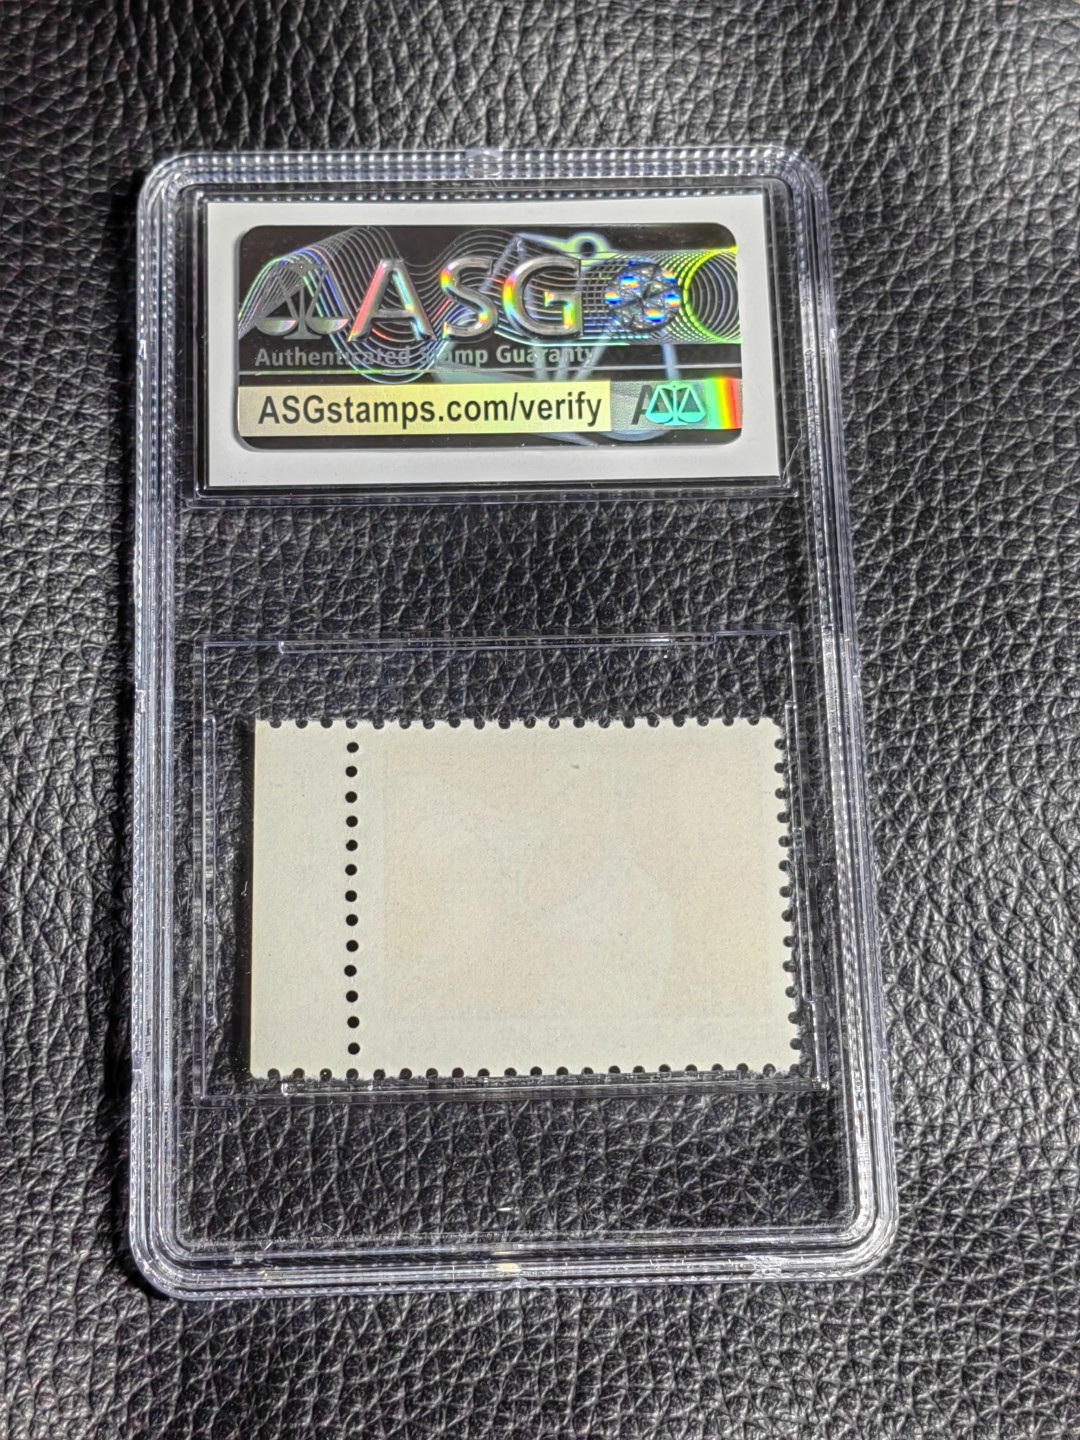 ASG
Authenticated Stamp Guaranty
ASGstamps.com/verify